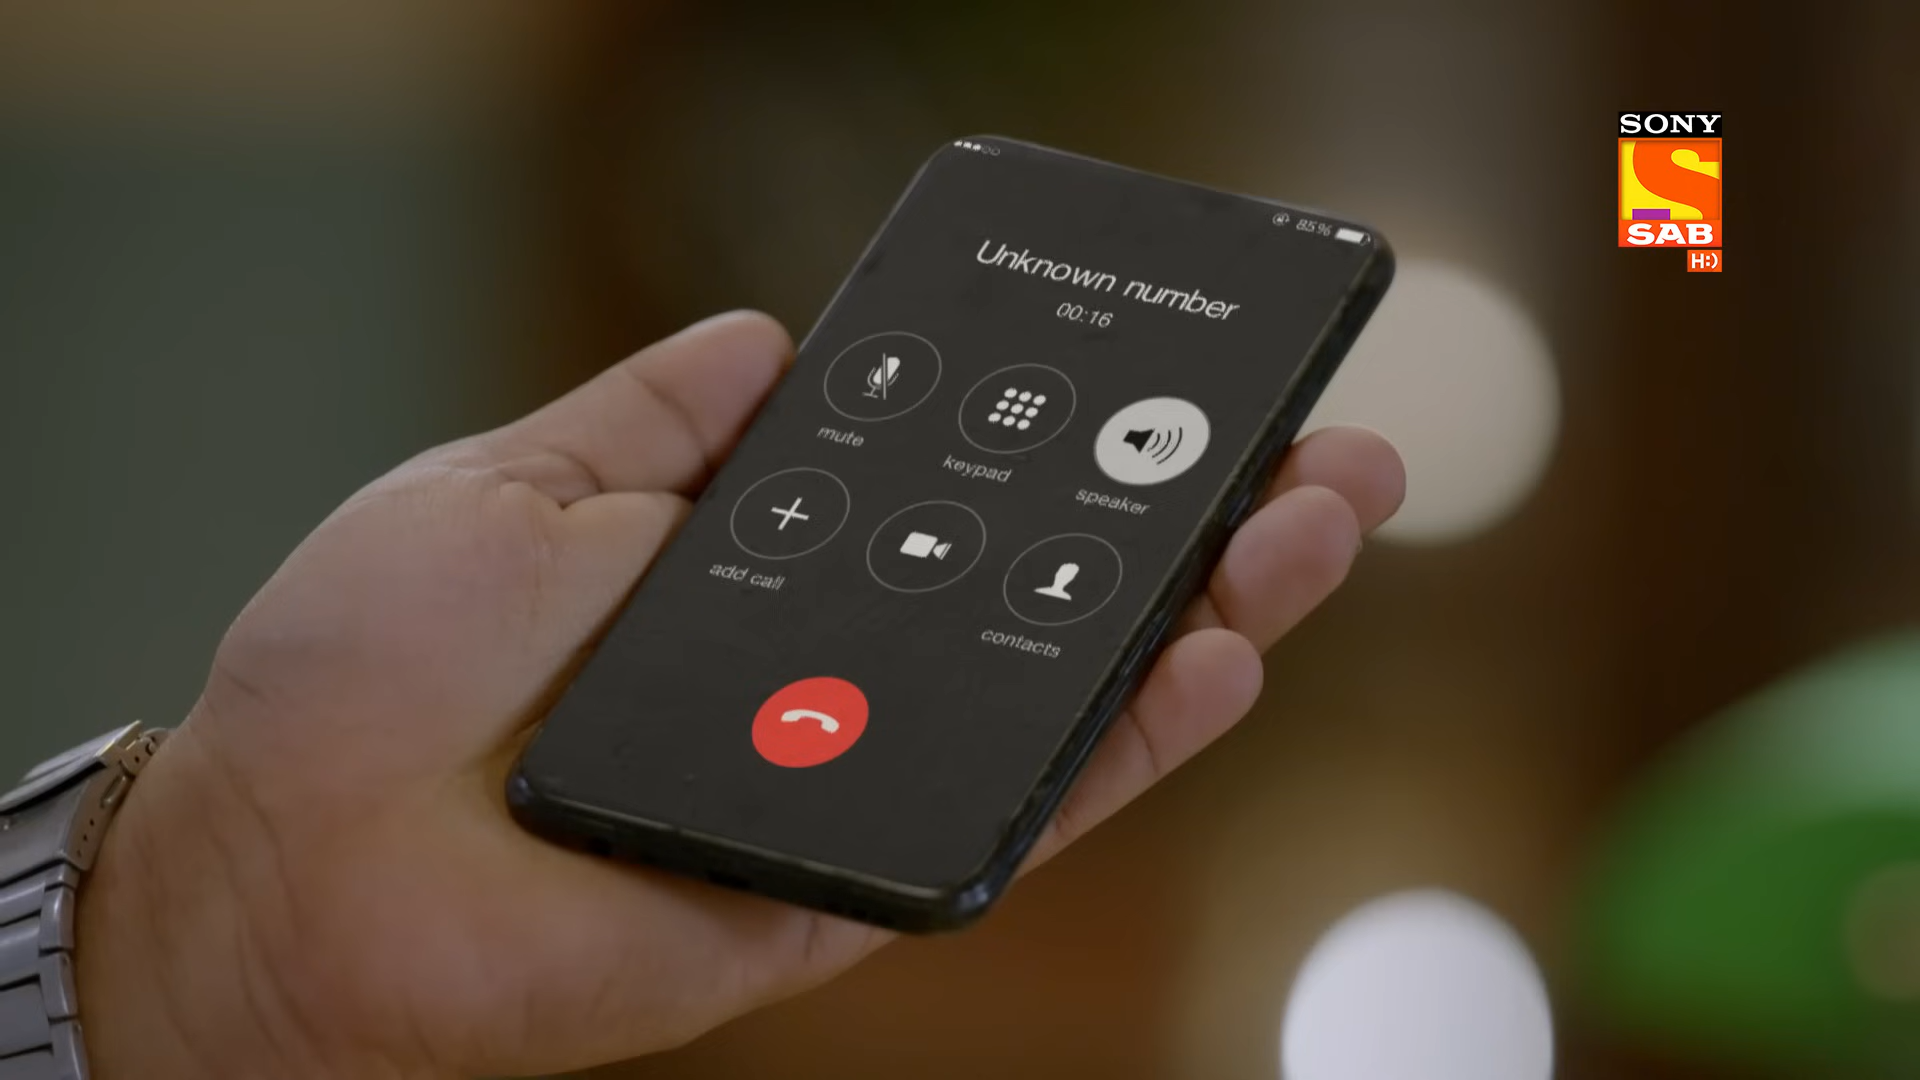 SONY
SAB
H:)
85%
Unknown number
00:16
mute
keypad
speaker
add call
contacts